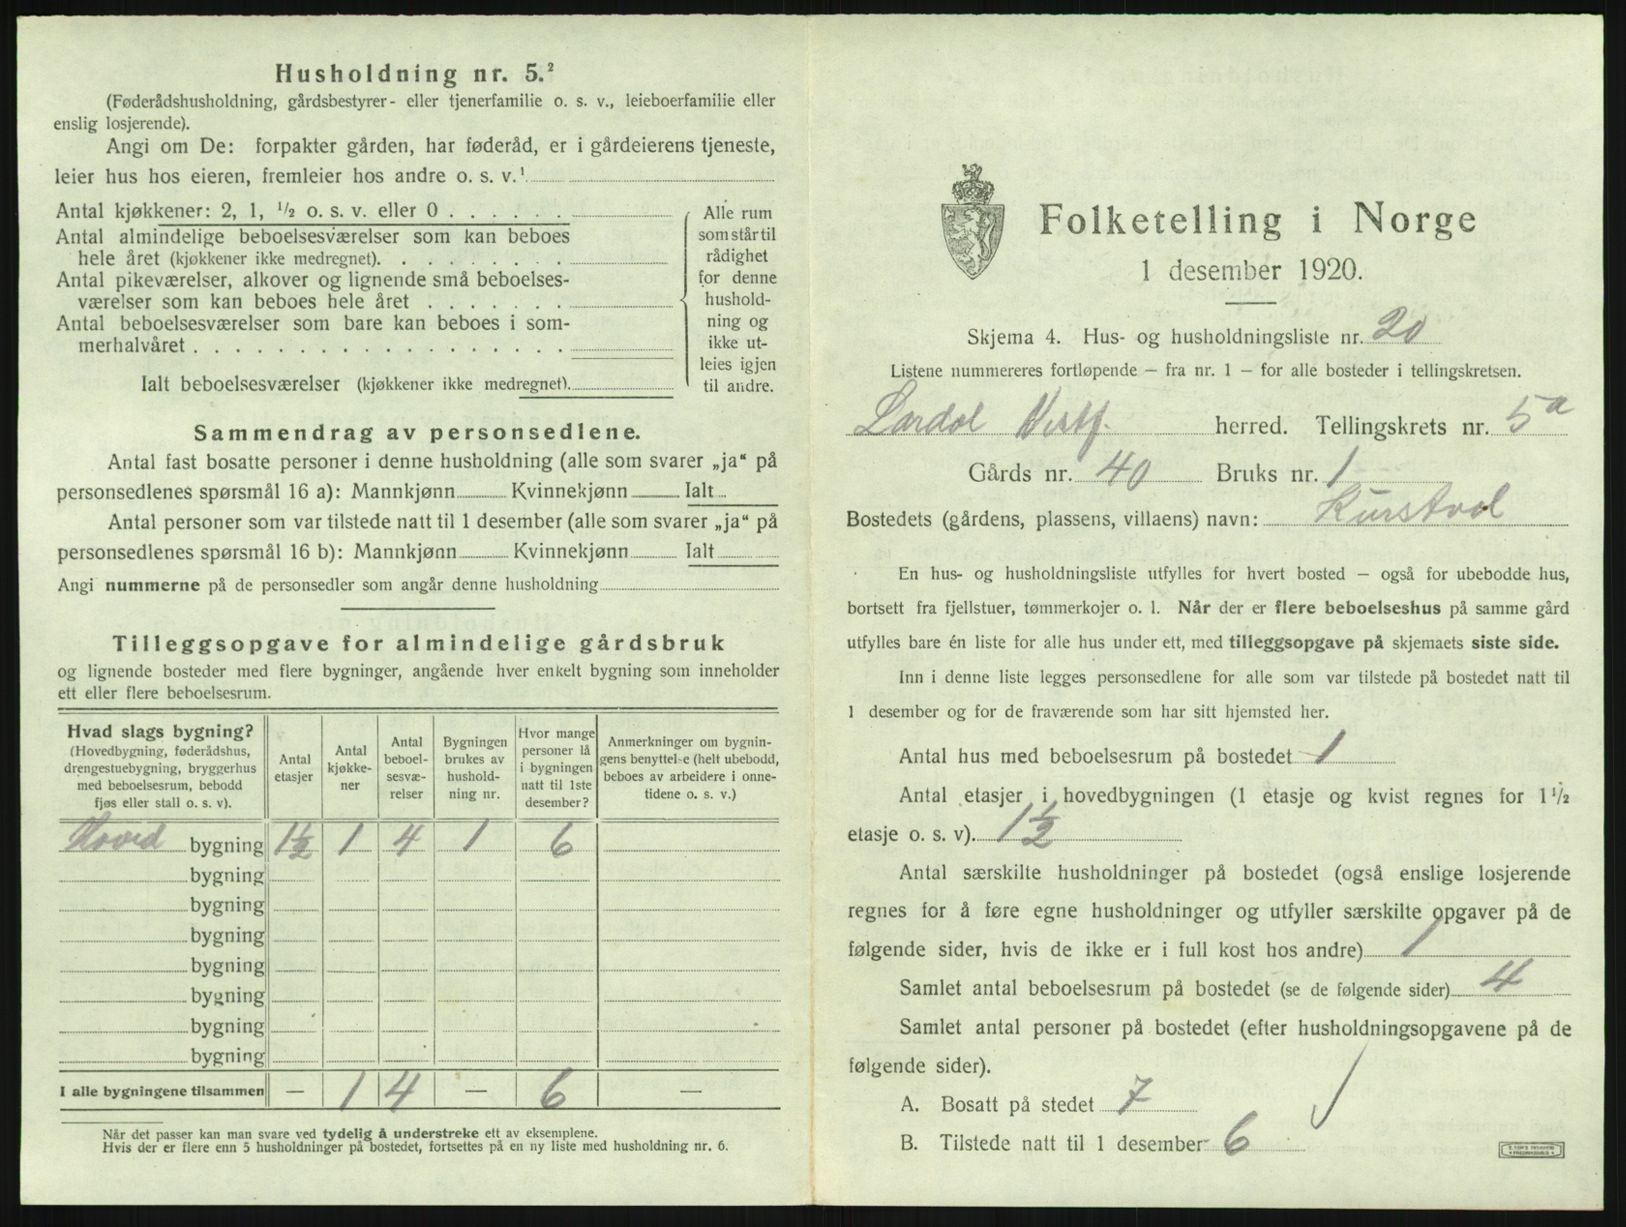 Husholdning nr. 5.²
(Føderådshusholdning, gårdsbestyrer- eller tjenerfamilie o. s. v., leieboerfamilie eller
enslig losjerende).
Angi om De: forpakter gården, har føderåd, er i gårdeierens tjeneste,
leier hus hos eieren, fremleier hos andre o. s. v.¹
Antal kjøkkener: 2, 1, ¹/₂ o. s. v. eller 0 . . . . . .
Antal almindelige beboelsesværelser som kan beboes
hele året (kjøkkener ikke medregnet). . . . . . . . .
Antal pikeværelser, alkover og lignende små beboelses-
værelser som kan beboes hele året . . . . . . .
Antal beboelsesværelser som bare kan beboes i som-
merhalvåret . . . . . . . . . . . . . . . . . .
Ialt beboelsesværelser (kjøkkener ikke medregnet).
Alle rum
som står til
rådighet
for denne
hushold-
ning og
ikke ut-
leies igjen
til andre.
Sammendrag av personsedlene.
Antal fast bosatte personer i denne husholdning (alle som svarer „ja“ på
personsedlenes spørsmål 16 a): Mannkjønn Kvinnekjønn Ialt
Antal personer som var tilstede natt til 1 desember (alle som svarer „ja“ på
personsedlenes spørsmål 16 b): Mannkjønn Kvinnekjønn Ialt
Angi nummerne på de personsedler som angår denne husholdning
Tilleggsopgave for almindelige gårdsbruk
og lignende bosteder med flere bygninger, angående hver enkelt bygning som inneholder
ett eller flere beboelsesrum.
Hvad slags bygning?
(Hovedbygning, føderådshus,
drengestuebygning, bryggerhus
med beboelsesrum, bebodd
fjøs eller stall o. s. v).
Antal
etasjer
Antal
kjøkke-
ner
Antal
beboel-
sesvæ-
relser
Bygningen
brukes av
hushold-
ning nr.
Hvor mange
personer lå
i bygningen
natt til 1ste
desember?
Anmerkninger om bygnin-
gens benyttelse (helt ubebodd,
beboes av arbeidere i onne-
tidene o. s. v.)
Hoved bygning 1½ 1 4 1 6
bygning
bygning
bygning
bygning
bygning
bygning
bygning
I alle bygningene tilsammen — 1 4 — 6 —
Når det passer kan man svare ved tydelig å understreke ett av eksemplene.
Hvis der er flere enn 5 husholdninger på bostedet, fortsettes på en ny liste med husholdning nr. 6.
Folketelling i Norge
1 desember 1920.
Skjema 4. Hus- og husholdningsliste nr. 20
Listene nummereres fortløpende — fra nr. 1 — for alle bosteder i tellingskretsen.
Lardal Vestf. herred. Tellingskrets nr. 5a
Gårds nr. 40 Bruks nr. 1
Bostedets (gårdens, plassens, villaens) navn: Kurstvol
En hus- og husholdningsliste utfylles for hvert bosted — også for ubebodde hus,
bortsett fra fjellstuer, tømmerkojer o. l. Når der er flere beboelseshus på samme gård
utfylles bare én liste for alle hus under ett, med tilleggsopgave på skjemaets siste side.
Inn i denne liste legges personsedlene for alle som var tilstede på bostedet natt til
1 desember og for de fraværende som har sitt hjemsted her.
Antal hus med beboelsesrum på bostedet 1
Antal etasjer i hovedbygningen (1 etasje og kvist regnes for 1¹/₂
etasje o. s. v). 1½
Antal særskilte husholdninger på bostedet (også enslige losjerende
regnes for å føre egne husholdninger og utfyller særskilte opgaver på de
følgende sider, hvis de ikke er i full kost hos andre) 1
Samlet antal beboelsesrum på bostedet (se de følgende sider) 4
Samlet antal personer på bostedet (efter husholdningsopgavene på de
følgende sider).
A. Bosatt på stedet 7
B. Tilstede natt til 1 desember 6